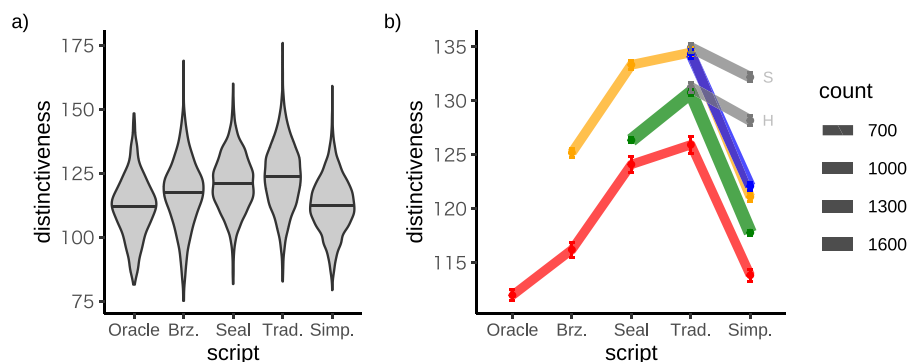 a)
175
150
125
100
75
distinctiveness
Oracle Brz. Seal Trad. Simp.
script
b)
135
130
125
120
115
distinctiveness
S
H
Oracle Brz. Seal Trad. Simp.
script
count
700
1000
1300
1600